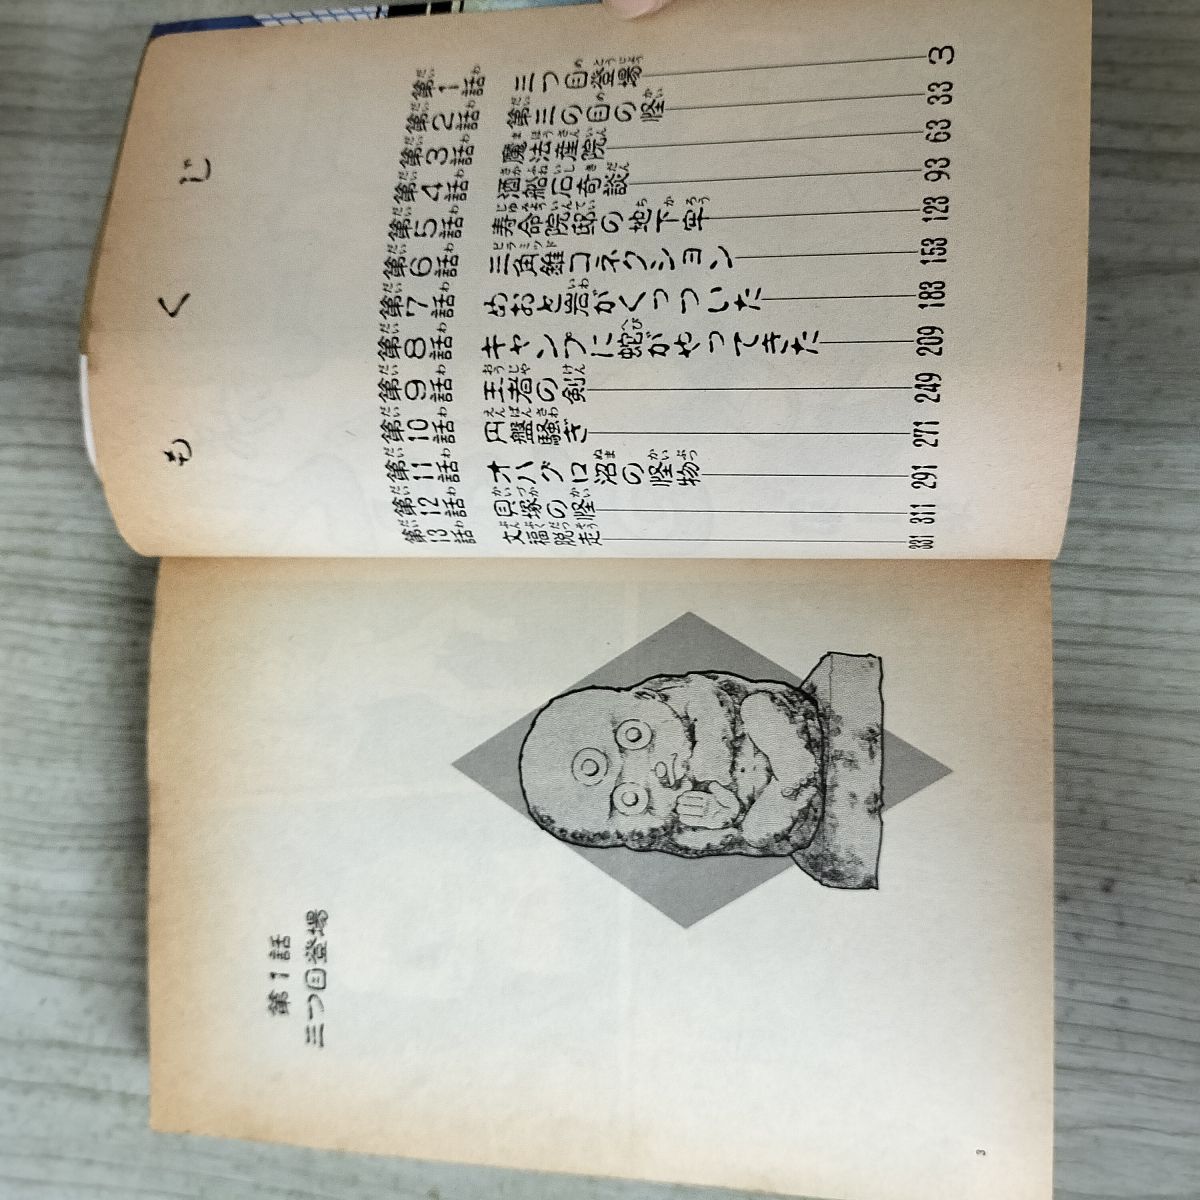 もくじ
第1話 三つ目登場 3
第2話 第三の目の怪 33
第3話 魔法産院 63
第4話 酒船石奇談 93
第5話 寿命院邸の地下牢 123
第6話 三角錐コネクション 153
第7話 めおと岩がくっついた 183
第8話 キャンプに蛇がやってきた 209
第9話 王者の剣 249
第10話 円盤騒ぎ 271
第11話 オハグロ沼の怪物 291
第12話 貝塚の怪 311
第13話 文福脱走 331
第1話
三つ目登場
3